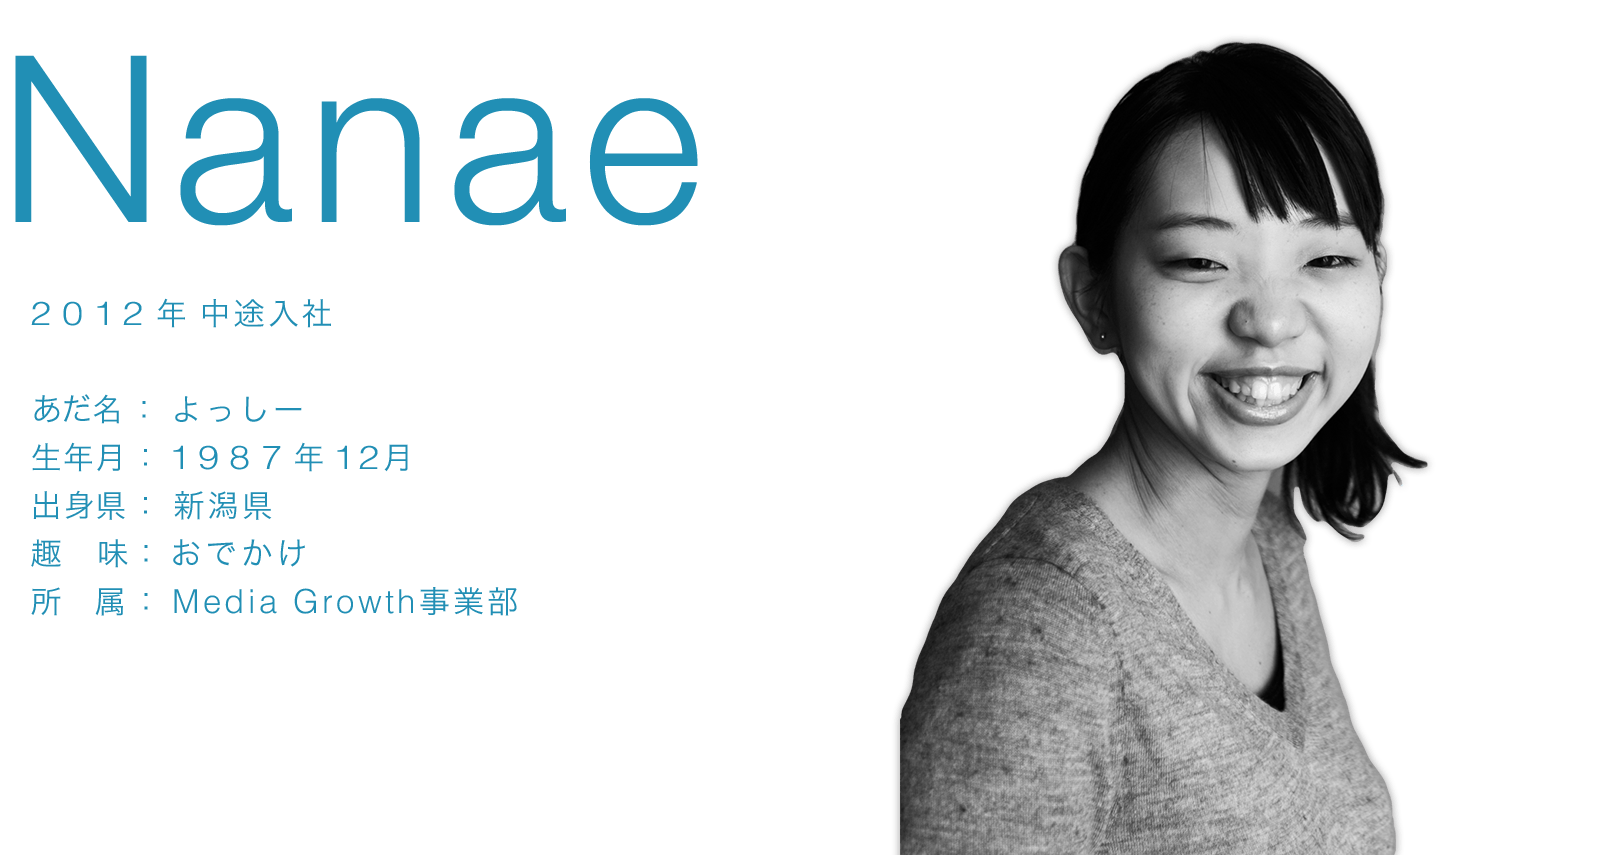 Nanae
2012年 中途入社
あだ名： よっしー
生年月： 1987年12月
出身県： 新潟県
趣　味： おでかけ
所　属： Media Growth事業部